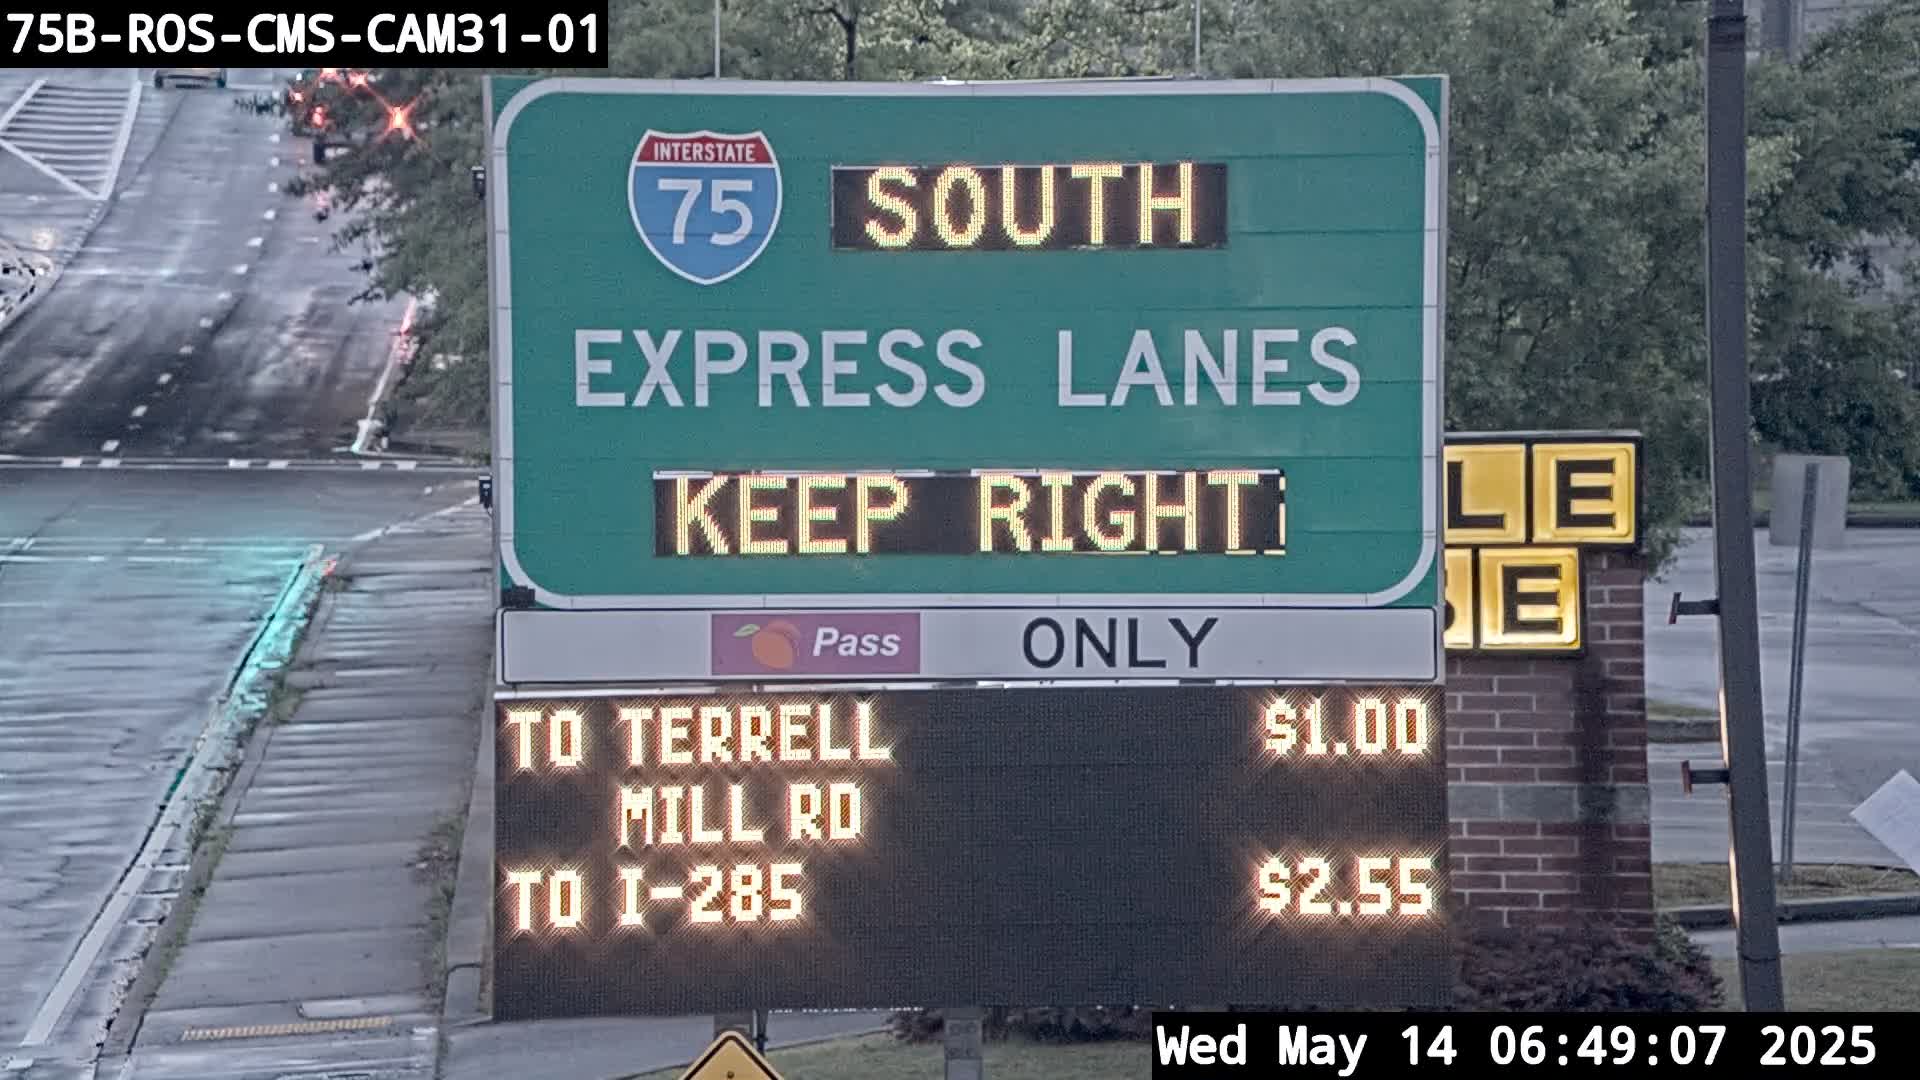 75B-ROS-CMS-CAM31-01
INTERSTATE
75
SOUTH
EXPRESS LANES
KEEP RIGHT
Pass ONLY
TO TERRELL $1.00
MILL RD
TO I-285 $2.55
LE
E
Wed May 14 06:49:07 2025